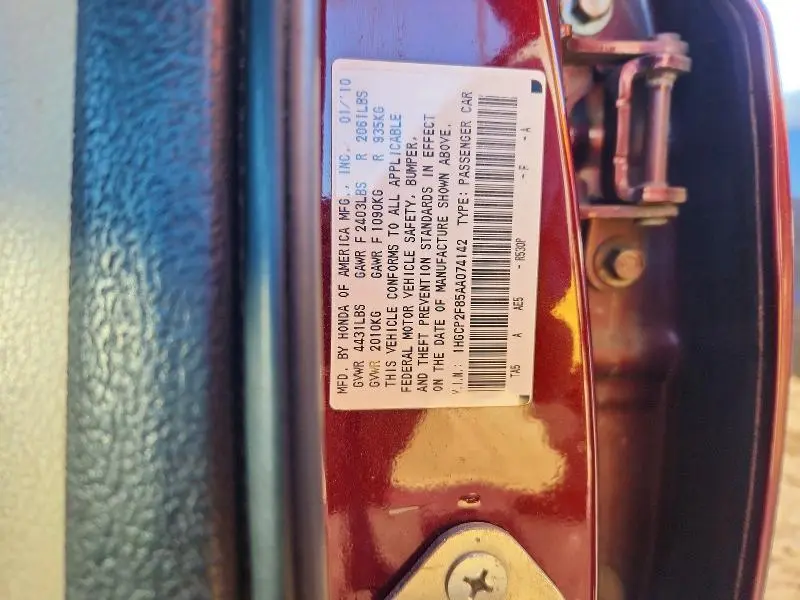 MFD. BY HONDA OF AMERICA MFG., INC. 01/'10
GVWR 4431LBS GAWR F 2403LBS R 2061LBS
GVWR 2010KG GAWR F 1090KG R 935KG
THIS VEHICLE CONFORMS TO ALL APPLICABLE
FEDERAL MOTOR VEHICLE SAFETY, BUMPER,
AND THEFT PREVENTION STANDARDS IN EFFECT
ON THE DATE OF MANUFACTURE SHOWN ABOVE.
V.I.N.: 1HGCP2F85AA074142 TYPE: PASSENGER CAR
TA5 A AE5 - R530P - P - A